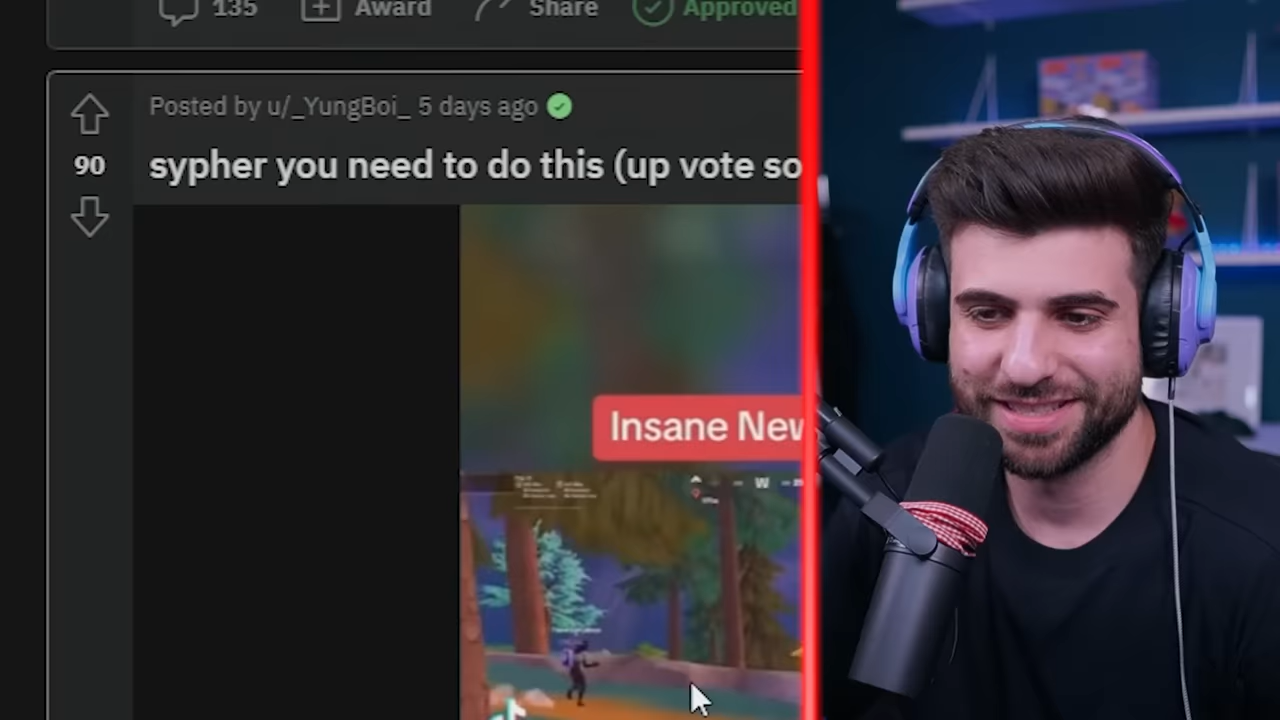 135 Award Share Approved
Posted by u/_YungBoi_ 5 days ago
90
sypher you need to do this (up vote so
Insane New
W